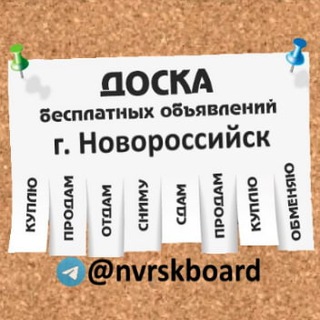 ДОСКА
бесплатных объявлений
г. Новороссийск
КУПЛЮ
ПРОДАМ
ОТДАМ
СНИМУ
СДАМ
ПРОДАМ
КУПЛЮ
ОБМЕНЯЮ
@nvrskboard